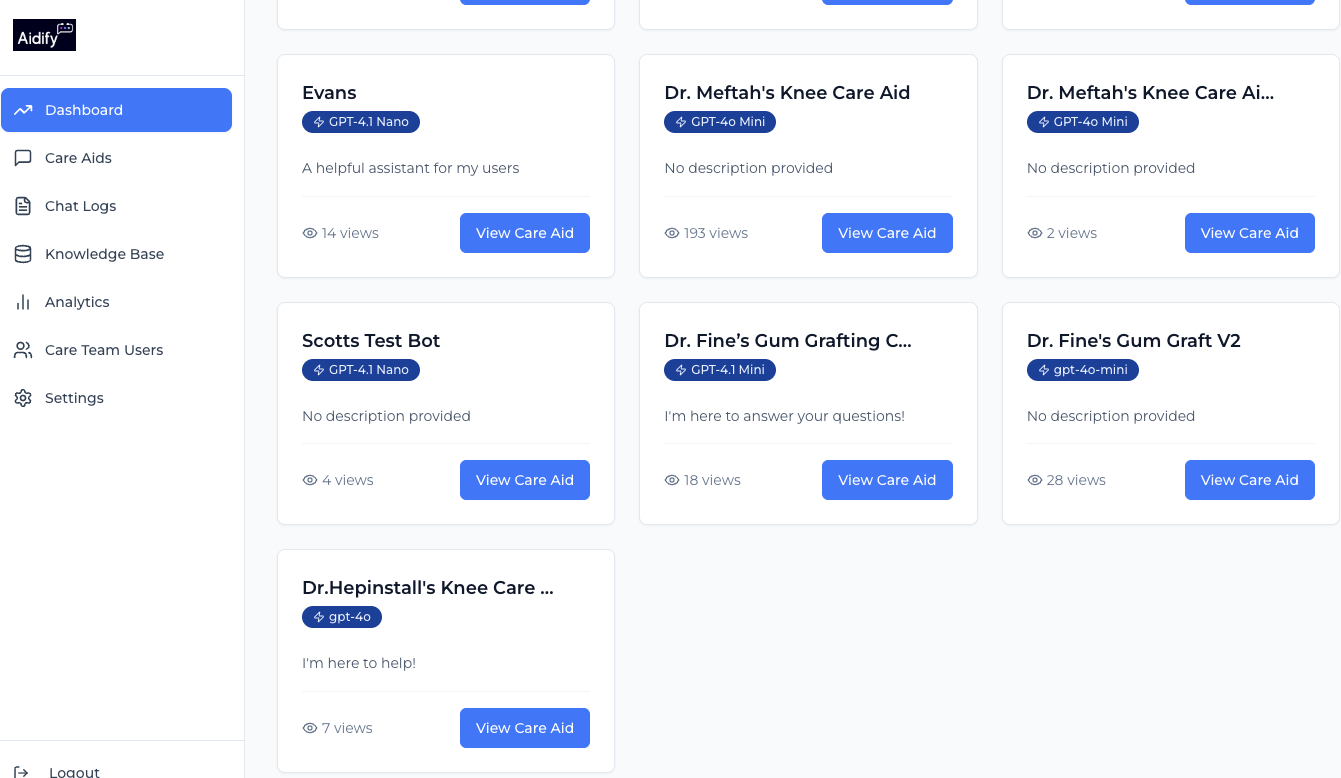 Aidify
Dashboard
Care Aids
Chat Logs
Knowledge Base
Analytics
Care Team Users
Settings
Logout
Evans
GPT-4.1 Nano
A helpful assistant for my users
14 views
View Care Aid
Dr. Meftah's Knee Care Aid
GPT-4o Mini
No description provided
193 views
View Care Aid
Dr. Meftah's Knee Care Ai...
GPT-4o Mini
No description provided
2 views
View Care Aid
Scotts Test Bot
GPT-4.1 Nano
No description provided
4 views
View Care Aid
Dr. Fine’s Gum Grafting C...
GPT-4.1 Mini
I'm here to answer your questions!
18 views
View Care Aid
Dr. Fine's Gum Graft V2
gpt-4o-mini
No description provided
28 views
View Care Aid
Dr.Hepinstall's Knee Care ...
gpt-4o
I'm here to help!
7 views
View Care Aid